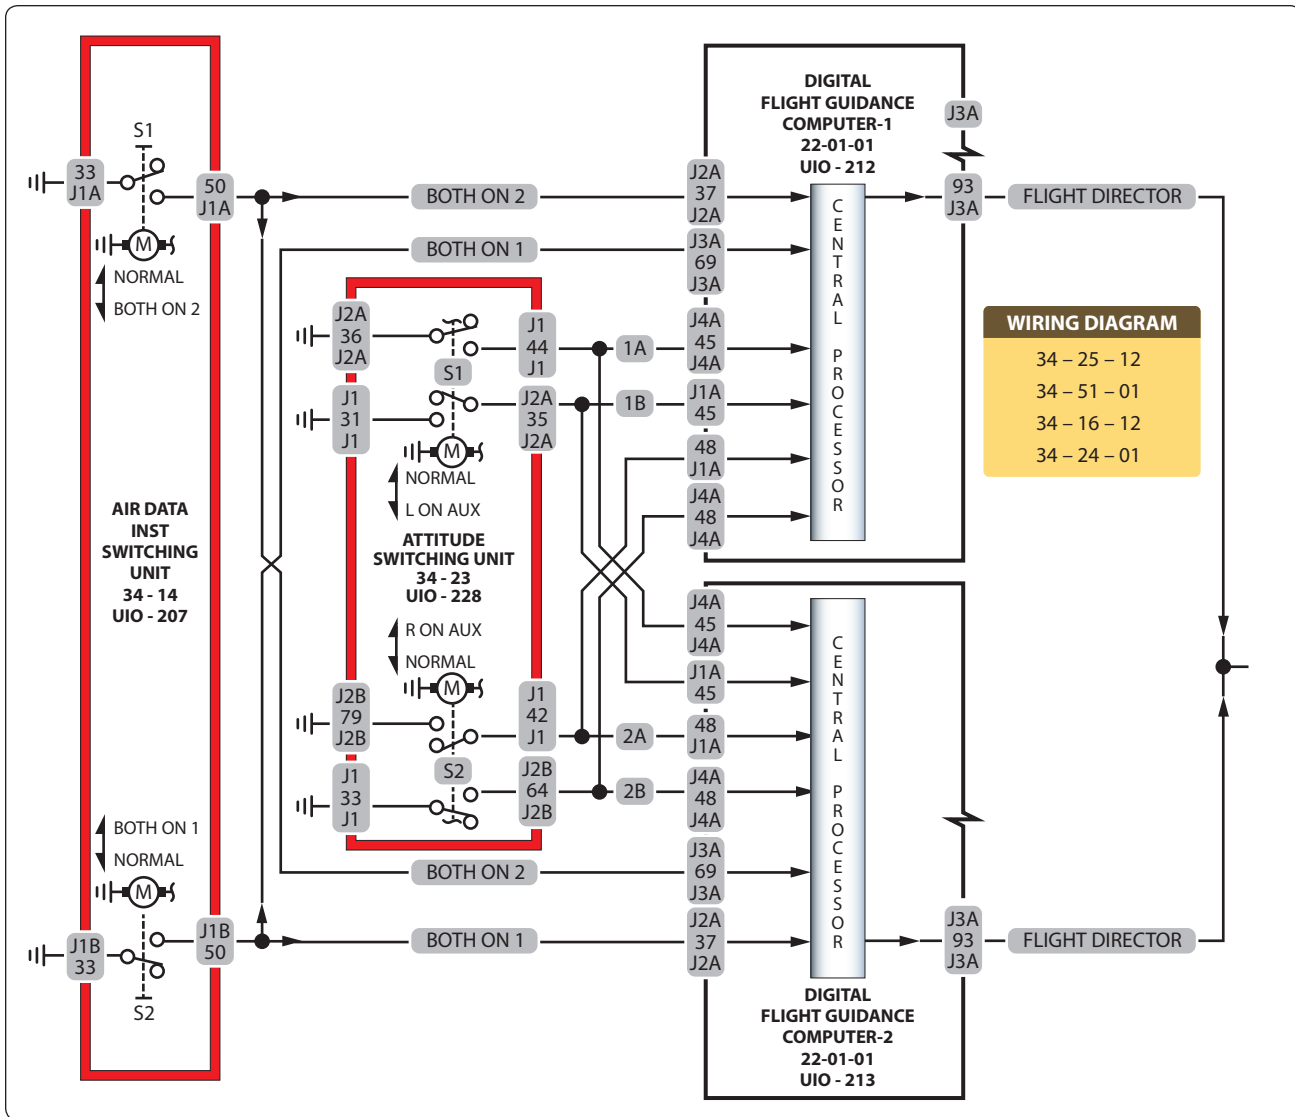 S1
33
J1A
50
J1A
M
NORMAL
BOTH ON 2
AIR DATA
INST
SWITCHING
UNIT
34 - 14
UIO - 207
BOTH ON 1
NORMAL
M
J1B
33
J1B
50
S2
BOTH ON 2
BOTH ON 1
J2A
36
J2A
J1
44
J1
S1
J1
31
J1
J2A
35
J2A
M
NORMAL
L ON AUX
ATTITUDE
SWITCHING UNIT
34 - 23
UIO - 228
R ON AUX
NORMAL
M
J2B
79
J2B
J1
42
J1
S2
J1
33
J1
J2B
64
J2B
1A
1B
2A
2B
BOTH ON 2
BOTH ON 1
DIGITAL
FLIGHT GUIDANCE
COMPUTER-1
22-01-01
UIO - 212
J2A
37
J2A
J3A
69
J3A
J4A
45
J4A
J1A
45
48
J1A
J4A
48
J4A
CENTRAL PROCESSOR
J3A
93
J3A
FLIGHT DIRECTOR
WIRING DIAGRAM
34 – 25 – 12
34 – 51 – 01
34 – 16 – 12
34 – 24 – 01
J4A
45
J4A
J1A
45
48
J1A
J4A
48
J4A
J3A
69
J3A
J2A
37
J2A
CENTRAL PROCESSOR
J3A
93
J3A
FLIGHT DIRECTOR
DIGITAL
FLIGHT GUIDANCE
COMPUTER-2
22-01-01
UIO - 213